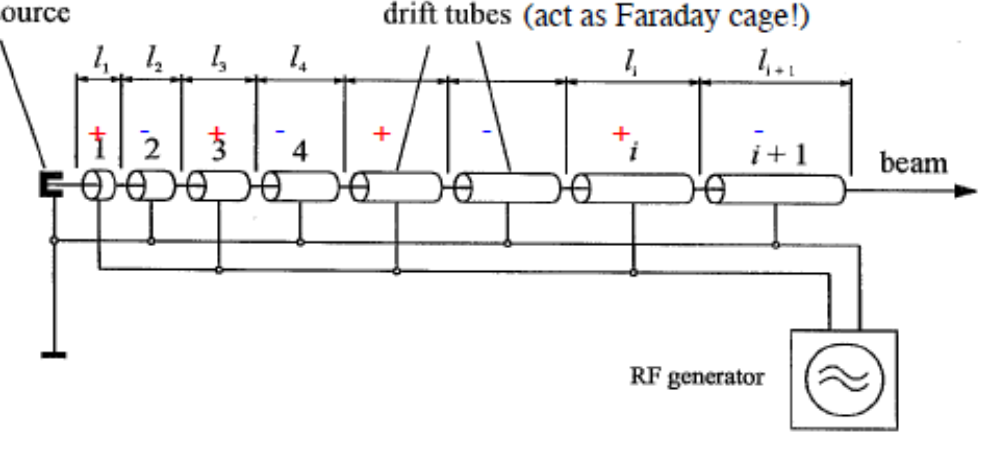 ource
drift tubes (act as Faraday cage!)
l₁ l₂ l₃ l₄ lᵢ lᵢ₊₁
+ - + - + - + -
1 2 3 4 i i + 1
beam
RF generator